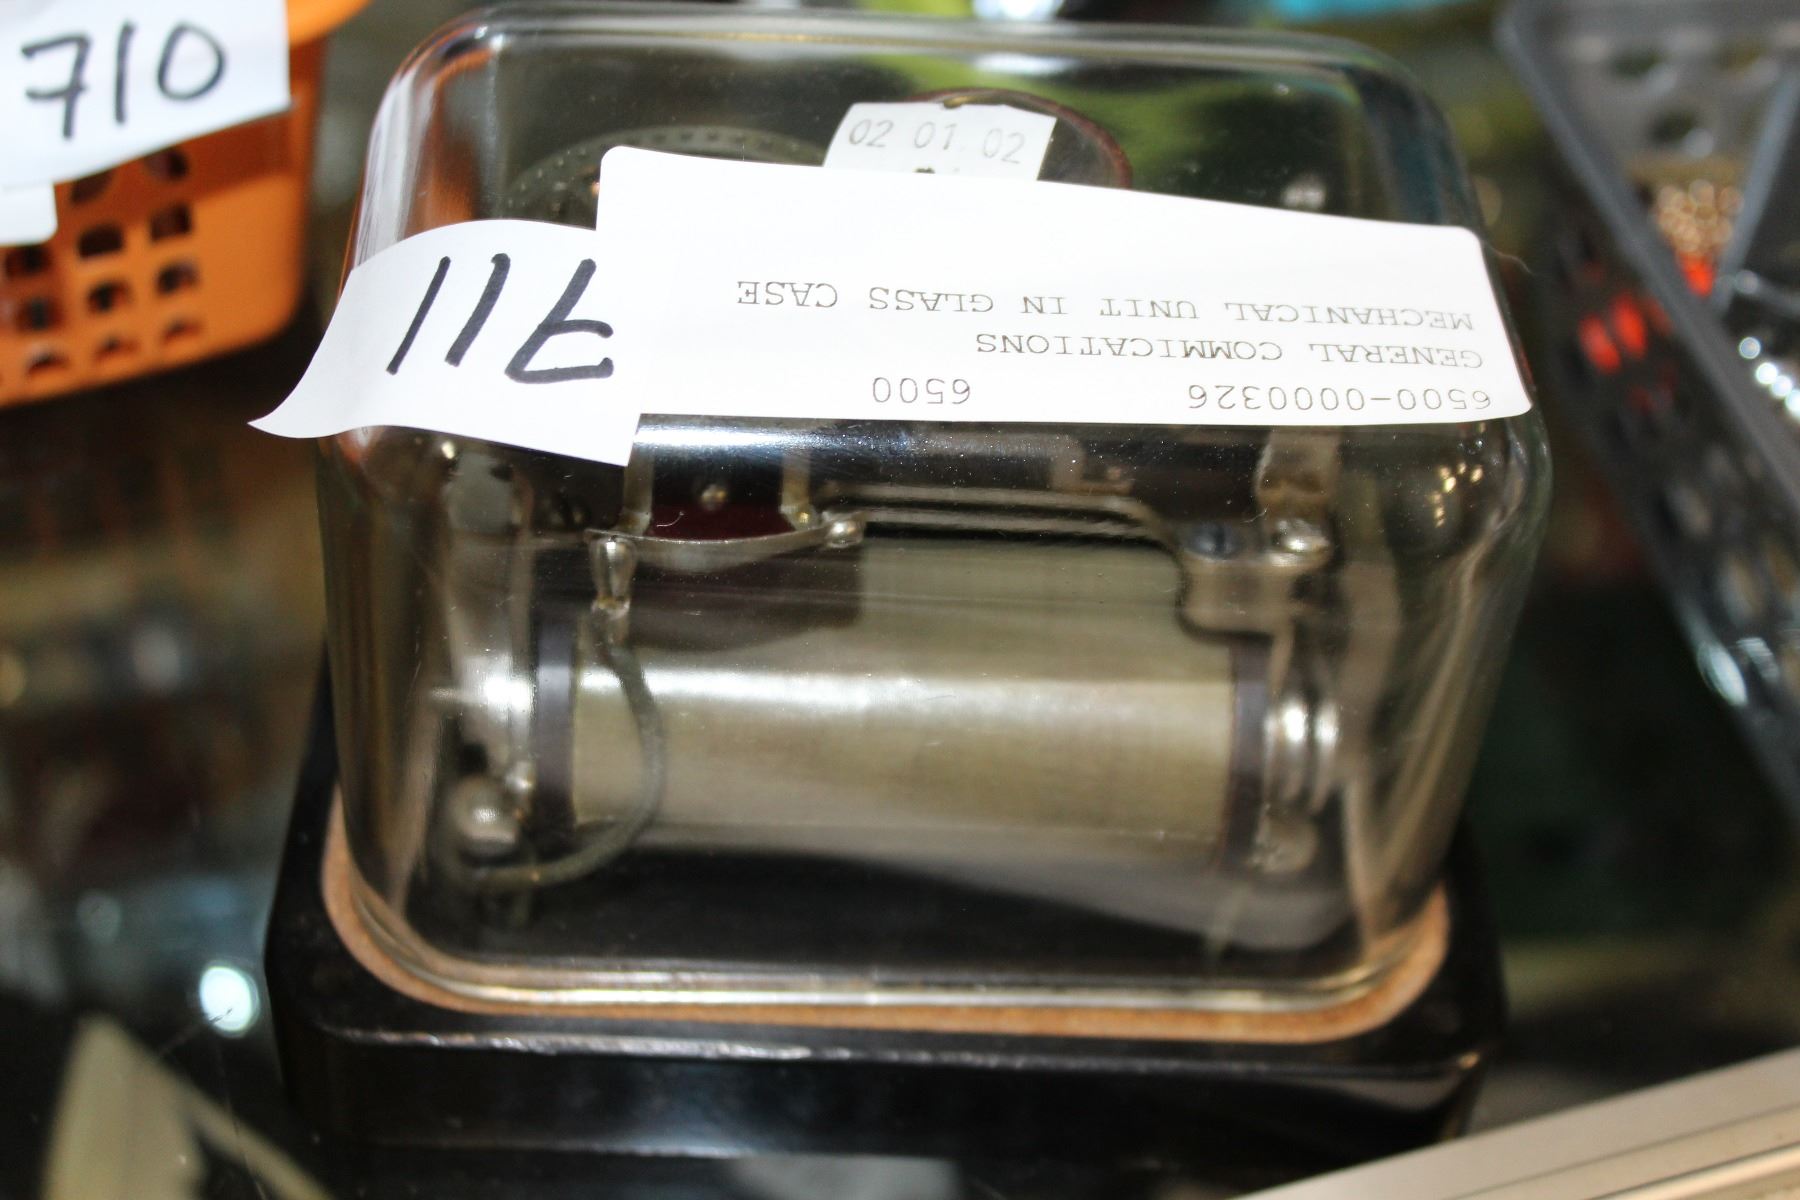 710
02 01 02
711
6500-0000326 6500
GENERAL COMMICATIONS
MECHANICAL UNIT IN GLASS CASE